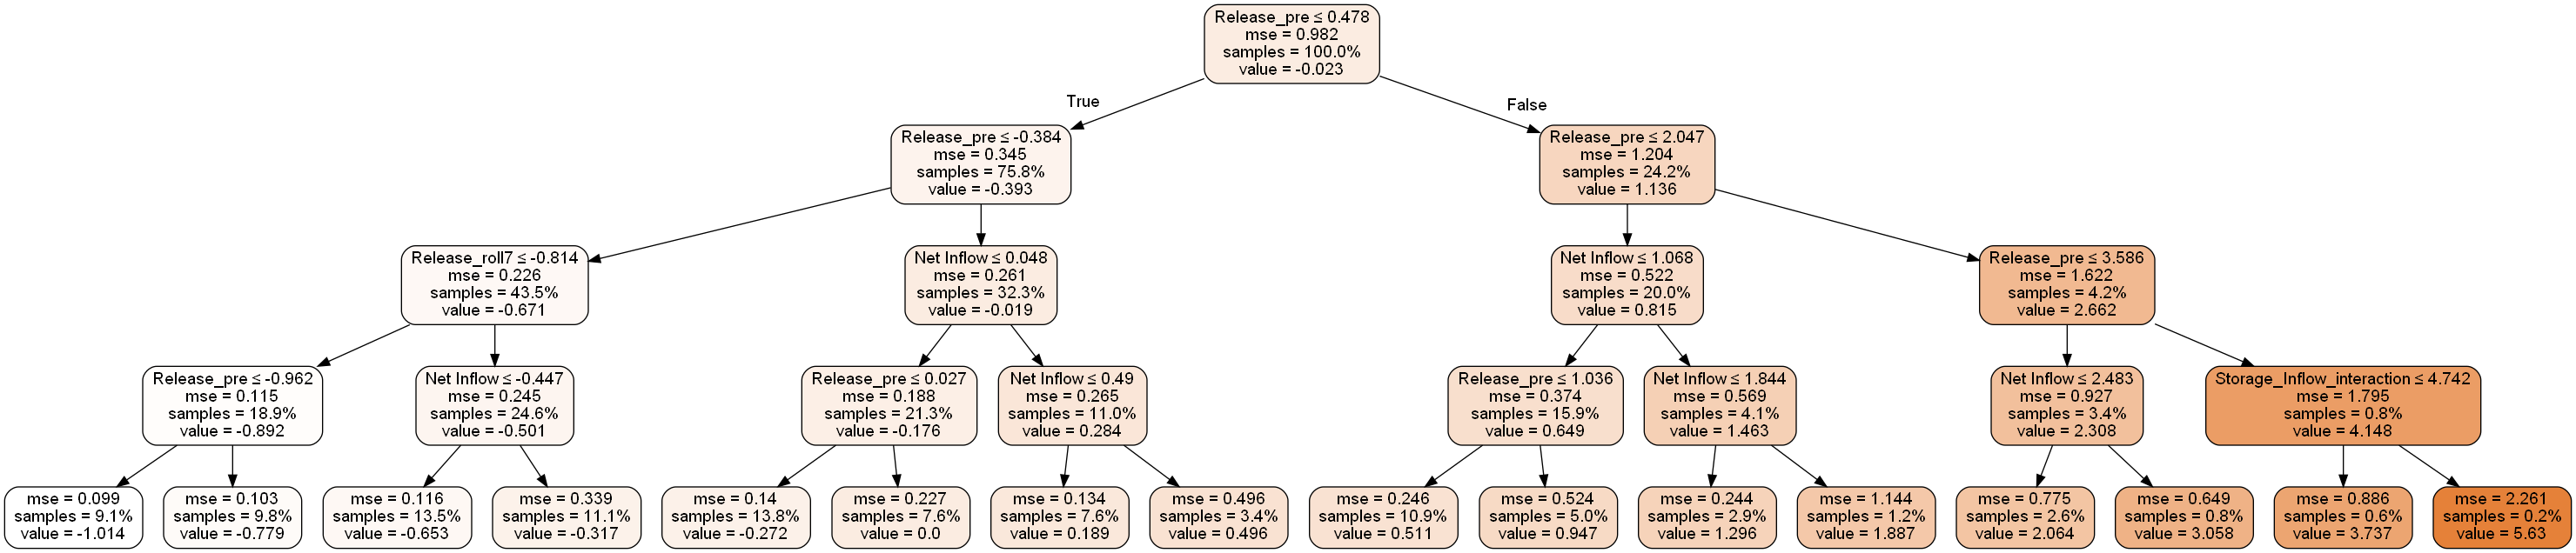 Release_pre ≤ 0.478
mse = 0.982
samples = 100.0%
value = -0.023
True
False
Release_pre ≤ -0.384
mse = 0.345
samples = 75.8%
value = -0.393
Release_pre ≤ 2.047
mse = 1.204
samples = 24.2%
value = 1.136
Release_roll7 ≤ -0.814
mse = 0.226
samples = 43.5%
value = -0.671
Net Inflow ≤ 0.048
mse = 0.261
samples = 32.3%
value = -0.019
Net Inflow ≤ 1.068
mse = 0.522
samples = 20.0%
value = 0.815
Release_pre ≤ 3.586
mse = 1.622
samples = 4.2%
value = 2.662
Release_pre ≤ -0.962
mse = 0.115
samples = 18.9%
value = -0.892
Net Inflow ≤ -0.447
mse = 0.245
samples = 24.6%
value = -0.501
Release_pre ≤ 0.027
mse = 0.188
samples = 21.3%
value = -0.176
Net Inflow ≤ 0.49
mse = 0.265
samples = 11.0%
value = 0.284
Release_pre ≤ 1.036
mse = 0.374
samples = 15.9%
value = 0.649
Net Inflow ≤ 1.844
mse = 0.569
samples = 4.1%
value = 1.463
Net Inflow ≤ 2.483
mse = 0.927
samples = 3.4%
value = 2.308
Storage_Inflow_interaction ≤ 4.742
mse = 1.795
samples = 0.8%
value = 4.148
mse = 0.099
samples = 9.1%
value = -1.014
mse = 0.103
samples = 9.8%
value = -0.779
mse = 0.116
samples = 13.5%
value = -0.653
mse = 0.339
samples = 11.1%
value = -0.317
mse = 0.14
samples = 13.8%
value = -0.272
mse = 0.227
samples = 7.6%
value = 0.0
mse = 0.134
samples = 7.6%
value = 0.189
mse = 0.496
samples = 3.4%
value = 0.496
mse = 0.246
samples = 10.9%
value = 0.511
mse = 0.524
samples = 5.0%
value = 0.947
mse = 0.244
samples = 2.9%
value = 1.296
mse = 1.144
samples = 1.2%
value = 1.887
mse = 0.775
samples = 2.6%
value = 2.064
mse = 0.649
samples = 0.8%
value = 3.058
mse = 0.886
samples = 0.6%
value = 3.737
mse = 2.261
samples = 0.2%
value = 5.63